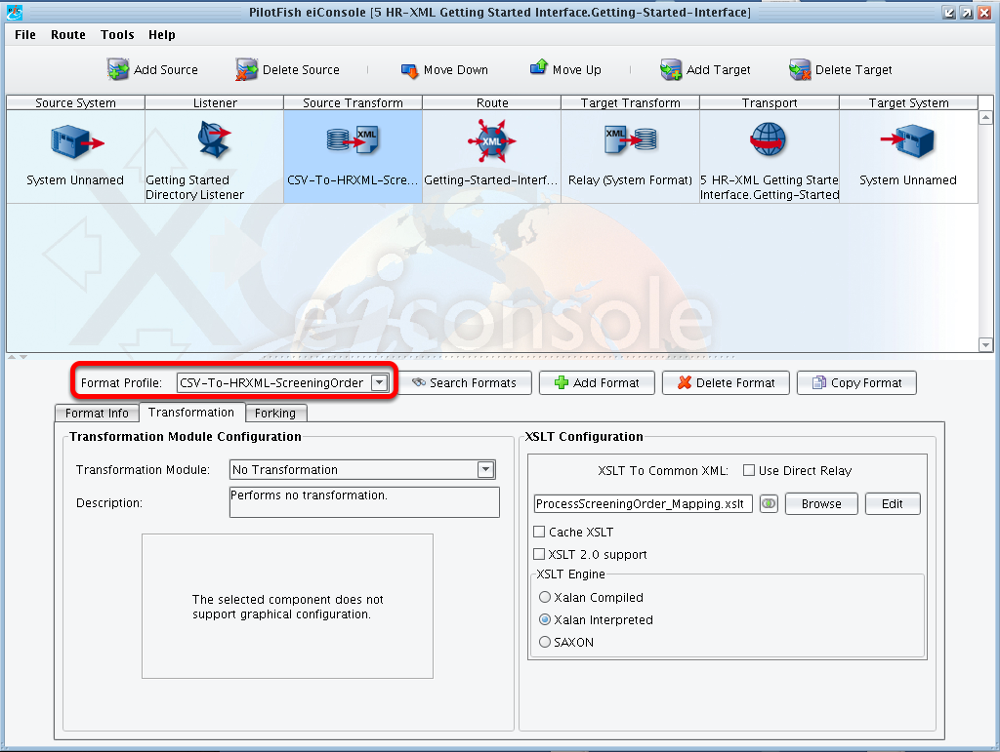 PilotFish eiConsole [5 HR-XML Getting Started Interface.Getting-Started-Interface]
File Route Tools Help
Add Source Delete Source Move Down Move Up Add Target Delete Target
Source System Listener Source Transform Route Target Transform Transport Target System
XML XML XML
System Unnamed Getting Started CSV-To-HRXML-Scre... Getting-Started-Interf... Relay (System Format) 5 HR-XML Getting Starte System Unnamed
Directory Listener Interface.Getting-Started
XCS
eiconsole
Format Profile: CSV-To-HRXML-ScreeningOrder Search Formats Add Format Delete Format Copy Format
Format Info Transformation Forking
Transformation Module Configuration XSLT Configuration
Transformation Module: No Transformation XSLT To Common XML: Use Direct Relay
Description: Performs no transformation.
ProcessScreeningOrder_Mapping.xslt Browse Edit
Cache XSLT
XSLT 2.0 support
XSLT Engine
Xalan Compiled
The selected component does not
support graphical configuration.
Xalan Interpreted
SAXON